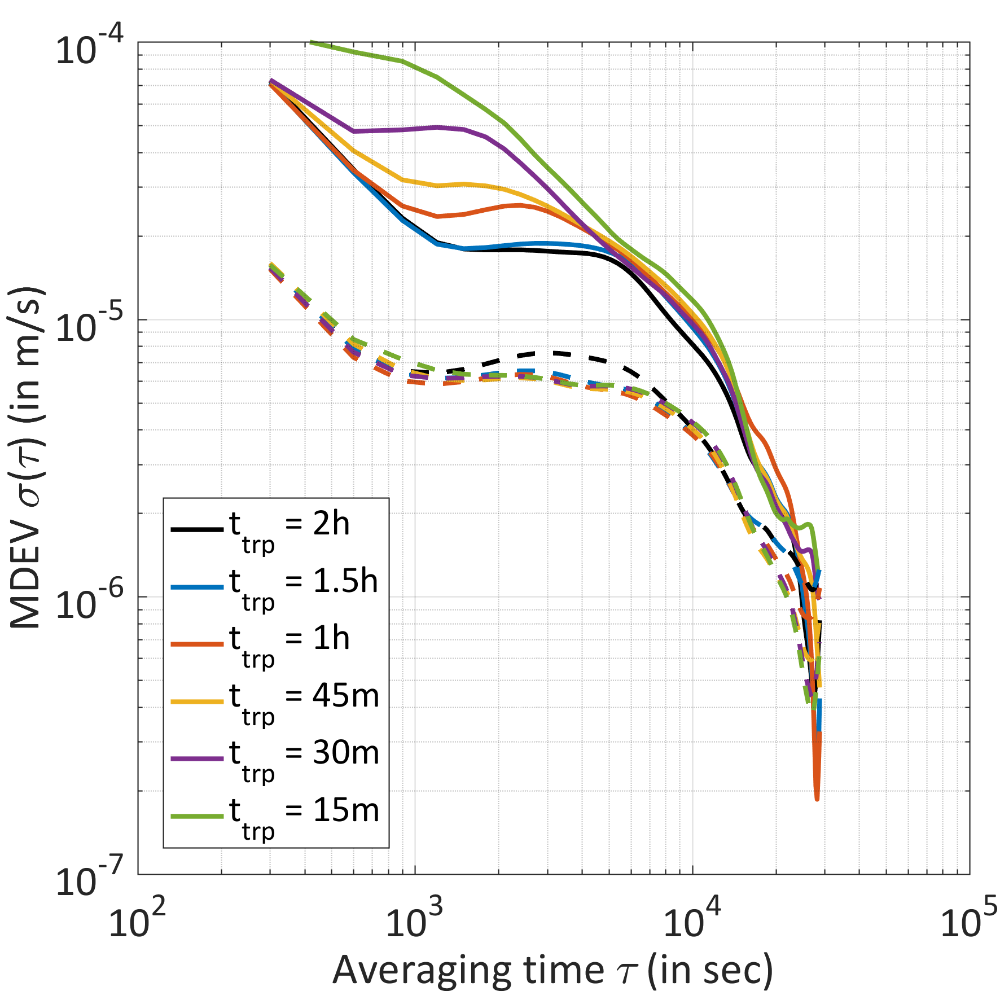 10^-4
10^-5
10^-6
10^-7
MDEV σ(τ) (in m/s)
t_trp = 2h
t_trp = 1.5h
t_trp = 1h
t_trp = 45m
t_trp = 30m
t_trp = 15m
10^2 10^3 10^4 10^5
Averaging time τ (in sec)